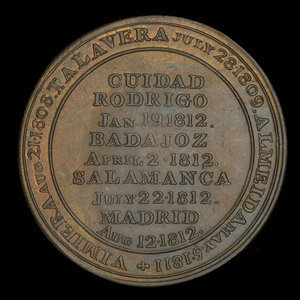 VIMIERA AUG 21·1808·TALAVERA JULY 28·1809·ALMEIDA MAY 5·1811 +
CUIDAD
RODRIGO
JAN 19 1812.
BADAJOZ
APRIL 2·1812.
SALAMANCA
JULY 22·1812.
MADRID
AUG 12·1812.